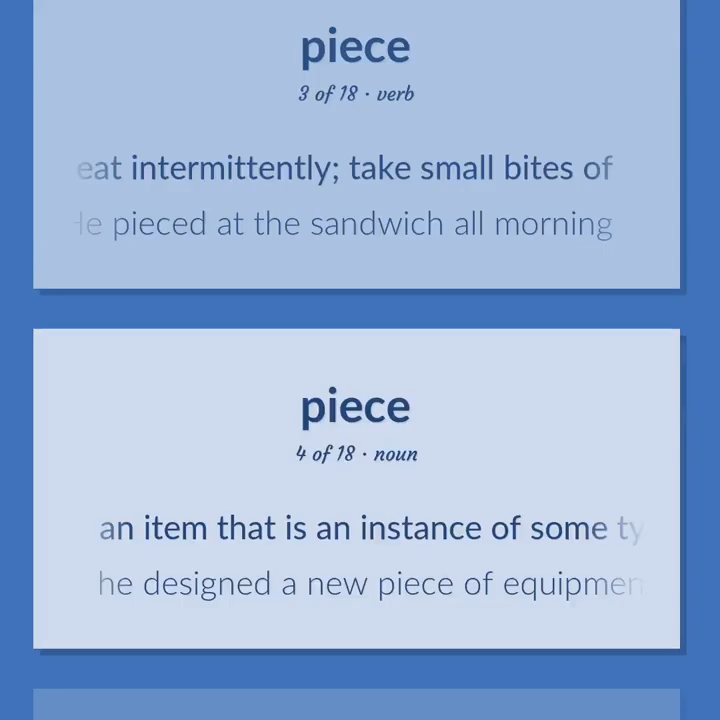 piece
3 of 18 · verb
eat intermittently; take small bites of
He pieced at the sandwich all morning
piece
4 of 18 · noun
an item that is an instance of some
he designed a new piece of